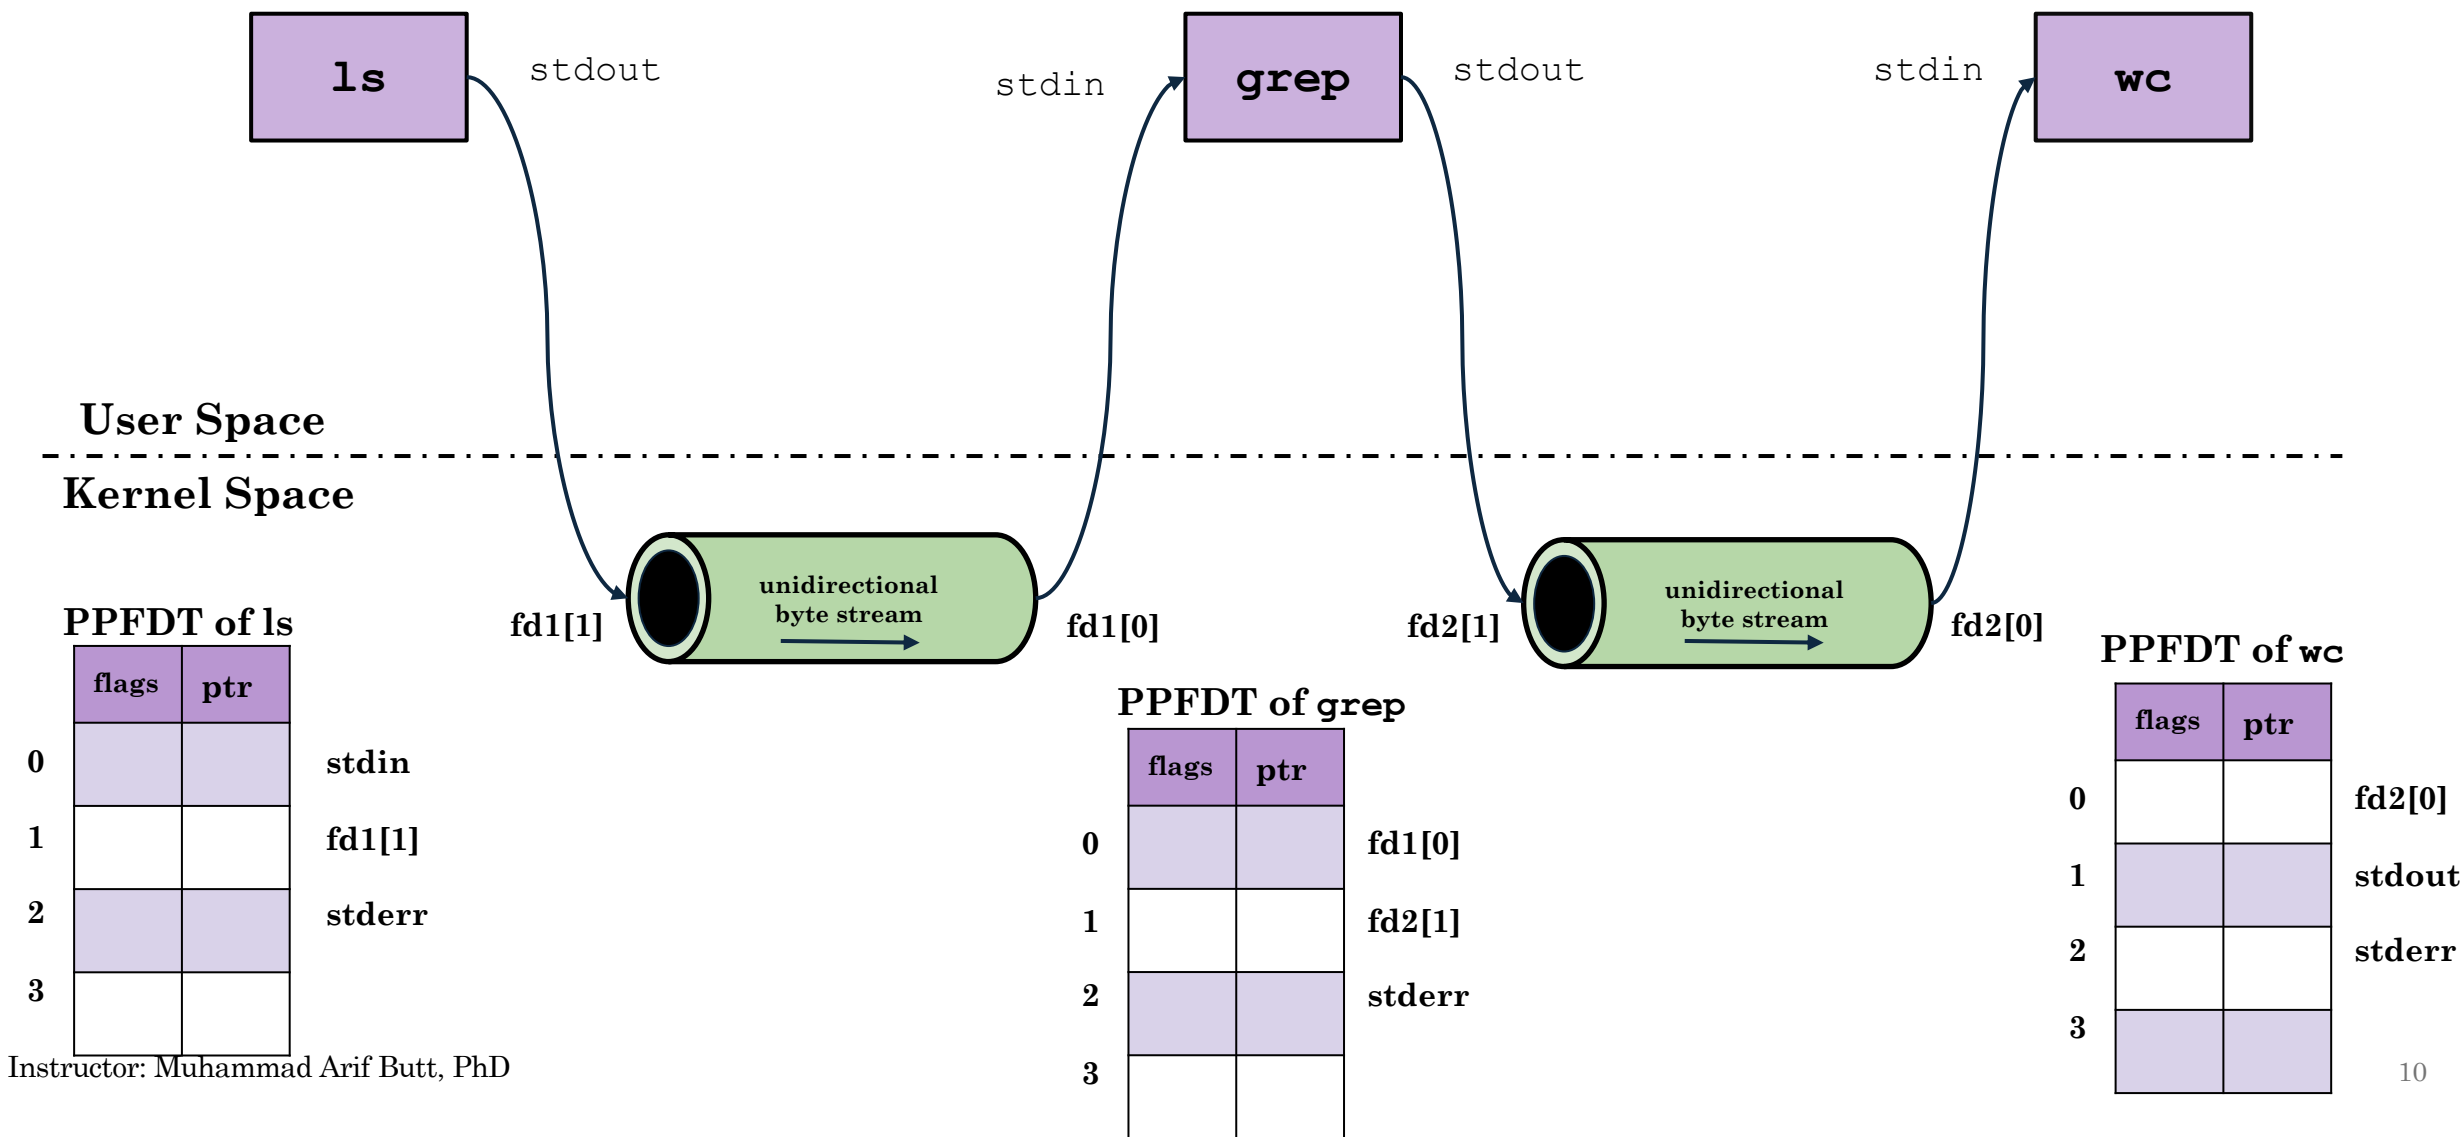 ls
stdout
stdin
grep
stdout
stdin
wc
User Space
Kernel Space
fd1[1]
unidirectional
byte stream
fd1[0]
fd2[1]
unidirectional
byte stream
fd2[0]
PPFDT of ls
flags ptr
0 stdin
1 fd1[1]
2 stderr
3
PPFDT of grep
flags ptr
0 fd1[0]
1 fd2[1]
2 stderr
3
PPFDT of wc
flags ptr
0 fd2[0]
1 stdout
2 stderr
3
Instructor: Muhammad Arif Butt, PhD
10